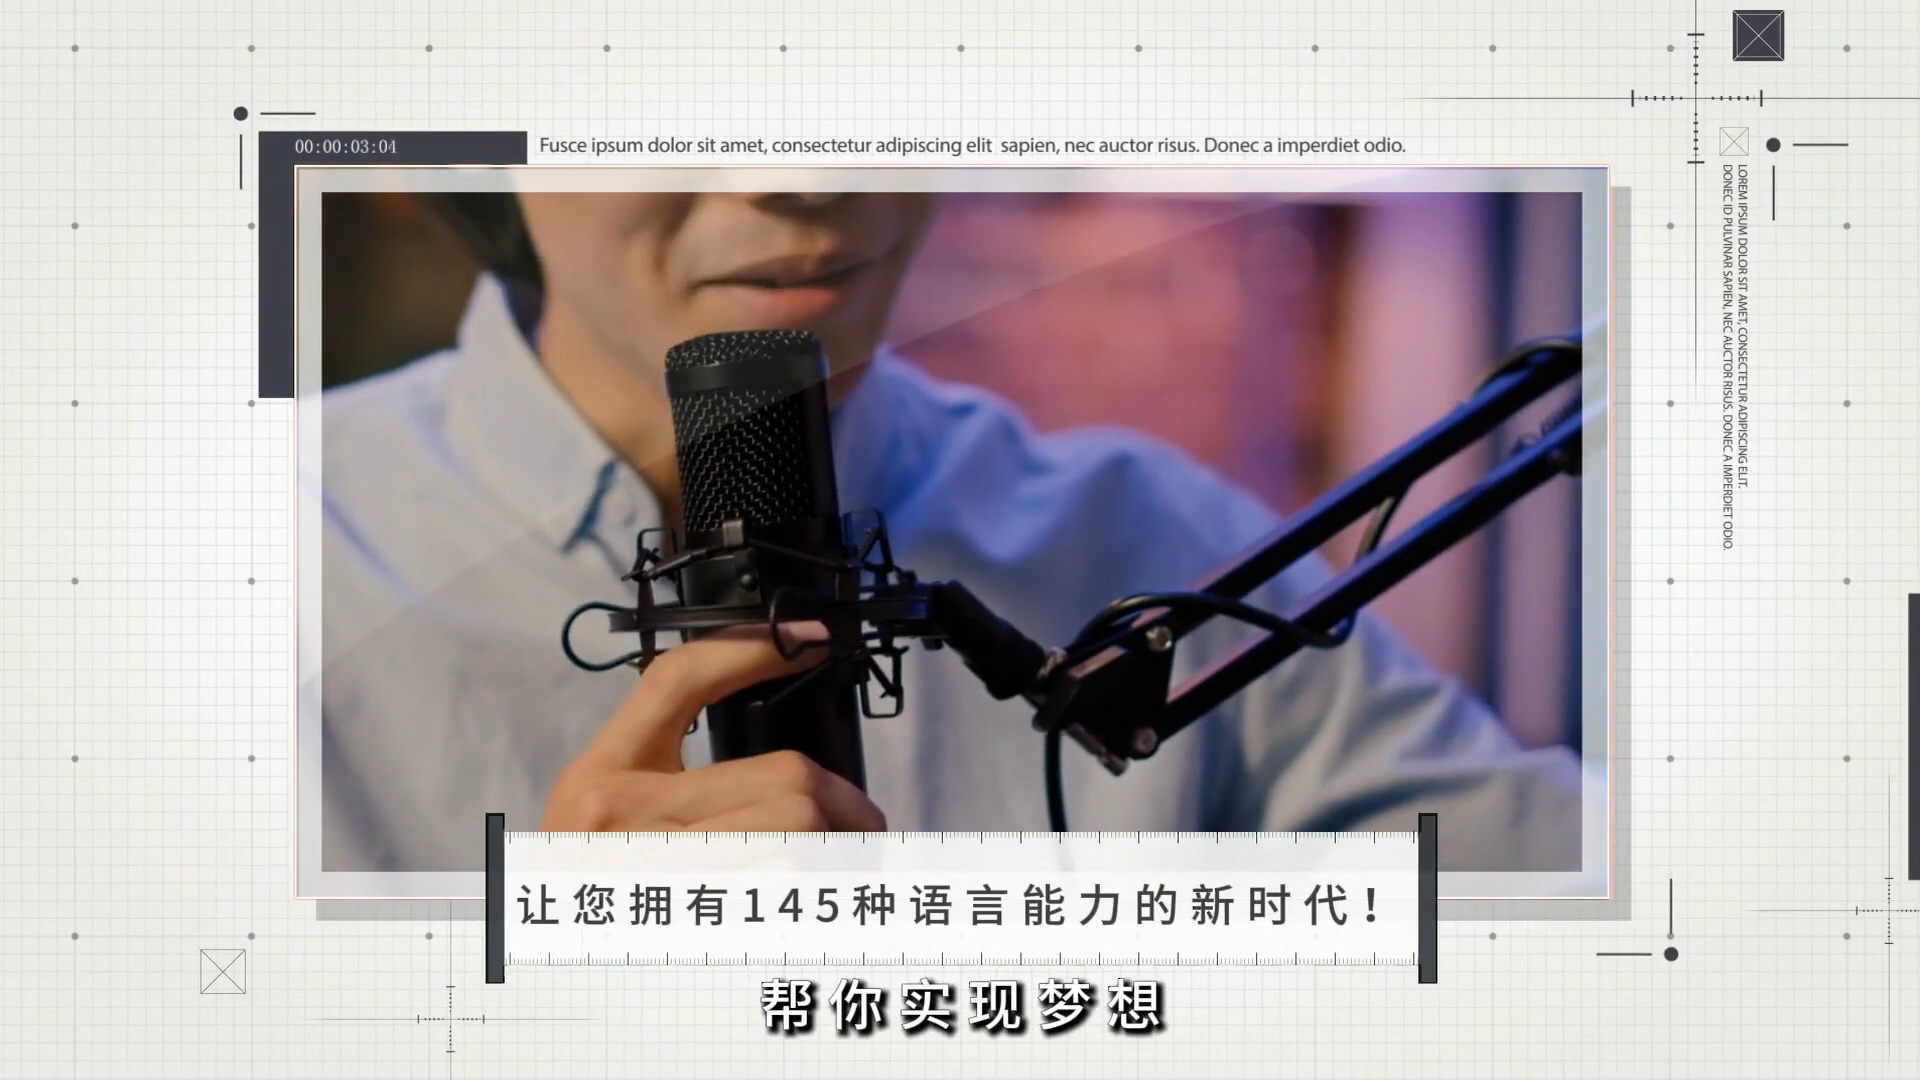 00:00:03:04
Fusce ipsum dolor sit amet, consectetur adipiscing elit sapien, nec auctor risus. Donec a imperdiet odio.
LOREM IPSUM DOLOR SIT AMET, CONSECTETUR ADIPISCING ELIT.
DONEC ID PULVINAR SAPIEN, NEC AUCTOR RISUS. DONEC A IMPERDIET ODIO.
让您拥有145种语言能力的新时代！
帮你实现梦想